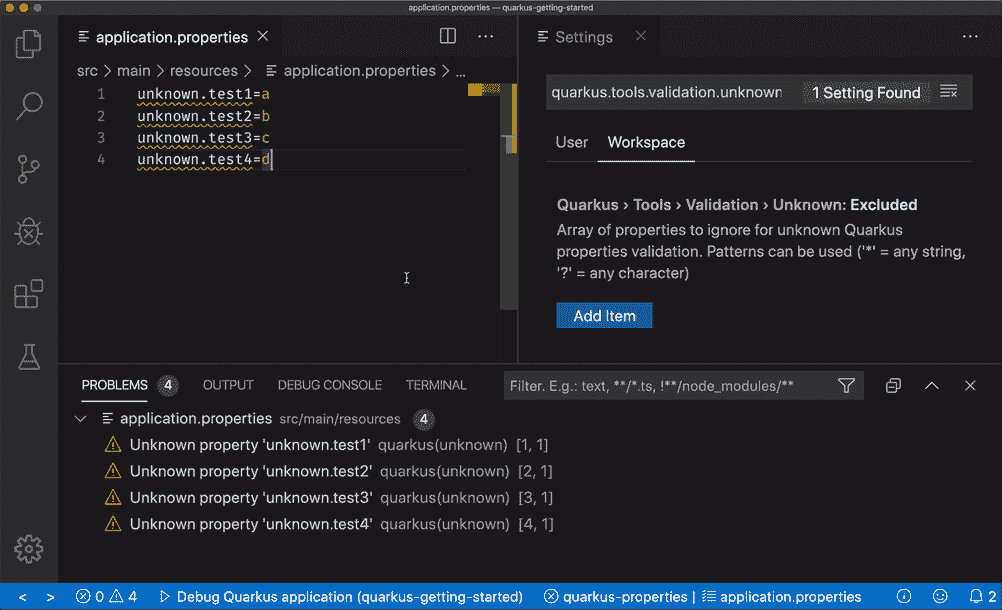 application.properties — quarkus-getting-started
application.properties
src > main > resources > application.properties > ...
1 unknown.test1=a
2 unknown.test2=b
3 unknown.test3=c
4 unknown.test4=d
Settings
quarkus.tools.validation.unknown 1 Setting Found
User Workspace
Quarkus › Tools › Validation › Unknown: Excluded
Array of properties to ignore for unknown Quarkus
properties validation. Patterns can be used ('*' = any string,
'?' = any character)
Add Item
PROBLEMS 4 OUTPUT DEBUG CONSOLE TERMINAL Filter. E.g.: text, **/*.ts, !**/node_modules/**
application.properties src/main/resources 4
Unknown property 'unknown.test1' quarkus(unknown) [1, 1]
Unknown property 'unknown.test2' quarkus(unknown) [2, 1]
Unknown property 'unknown.test3' quarkus(unknown) [3, 1]
Unknown property 'unknown.test4' quarkus(unknown) [4, 1]
< > 0 4 Debug Quarkus application (quarkus-getting-started) quarkus-properties | application.properties 2